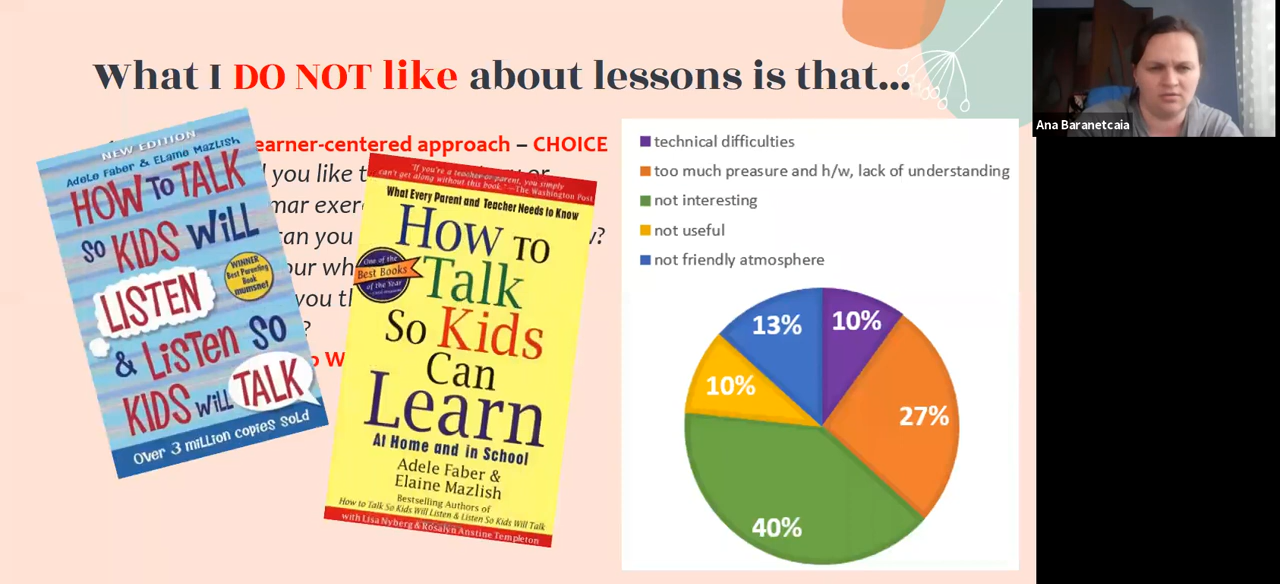 What I DO NOT like about lessons is that...
earner-centered approach – CHOICE
you like t
or
mar exer
can you
w?
our wh
you th
?
W
NEW EDITION
Adele Faber & Elaine Mazlish
HOW TO TALK
SO KIDS WILL
LISTEN
& LISTEN SO
KIDS WILL TALK
WINNER
Best Parenting
Book
mumsnet
Over 3 million copies sold
"If you're a teacher or parent, you simply
can't get along without this book." —The Washington Post
What Every Parent and Teacher Needs to Know
How to
Talk
So Kids
Can
Learn
One of the
Best Books
of the Year
At Home and in School
Adele Faber &
Elaine Mazlish
Bestselling Authors of
How to Talk So Kids Will Listen & Listen So Kids Will Talk
with Lisa Nyberg & Rosalyn Anstine Templeton
technical difficulties
too much preasure and h/w, lack of understanding
not interesting
not useful
not friendly atmosphere
13%
10%
10%
27%
40%
Ana Baranetcaia